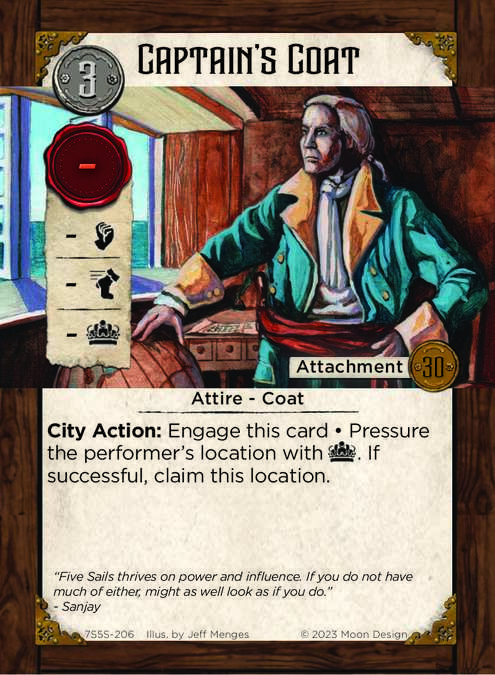 3
CAPTAIN'S COAT
-
-
-
-
Attachment
30
Attire - Coat
City Action: Engage this card • Pressure
the performer's location with . If
successful, claim this location.
"Five Sails thrives on power and influence. If you do not have
much of either, might as well look as if you do."
- Sanjay
7S5S-206 Illus. by Jeff Menges © 2023 Moon Design